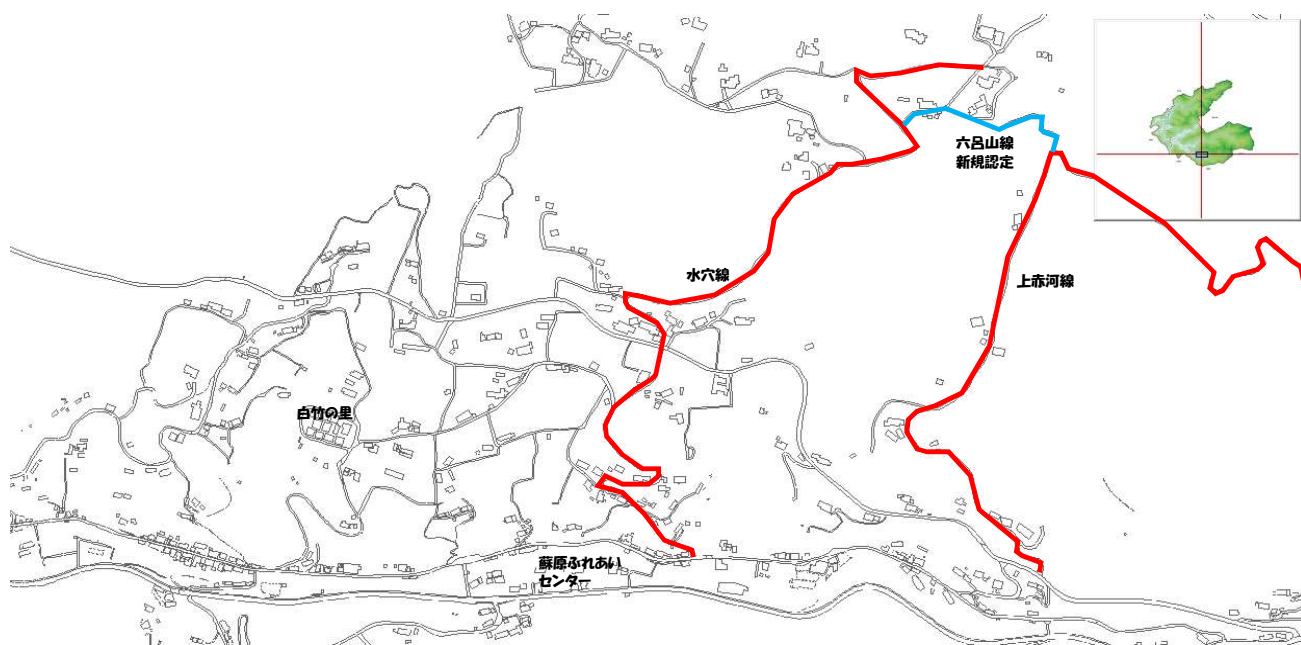 六呂山線
新規認定
水穴線
上赤河線
白竹の里
蘇原ふれあい
センター